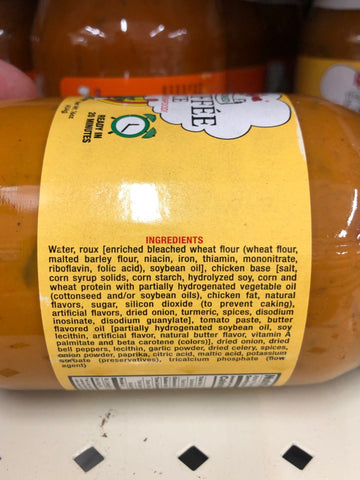 FÉE
READY IN
20 MINUTES
INGREDIENTS
Water, roux [enriched bleached wheat flour (wheat flour,
malted barley flour, niacin, iron, thiamin, mononitrate,
riboflavin, folic acid), soybean oil], chicken base [salt,
corn syrup solids, corn starch, hydrolyzed soy, corn and
wheat protein with partially hydrogenated vegetable oil
(cottonseed and/or soybean oils), chicken fat, natural
flavors, sugar, silicon dioxide (to prevent caking),
artificial flavors, dried onion, turmeric, spices, disodium
inosinate, disodium guanylate], tomato paste, butter
flavored oil [partially hydrogenated soybean oil, soy
lecithin, artificial flavor, natural butter flavor, vitamin A
palmitate and beta carotene (colors)], dried onion, dried
bell peppers, lecithin, garlic powder, dried celery, spices,
onion powder, paprika, citric acid, maltic acid, potassium
sorbate (preservatives), tricalcium phosphate (flow
agent)